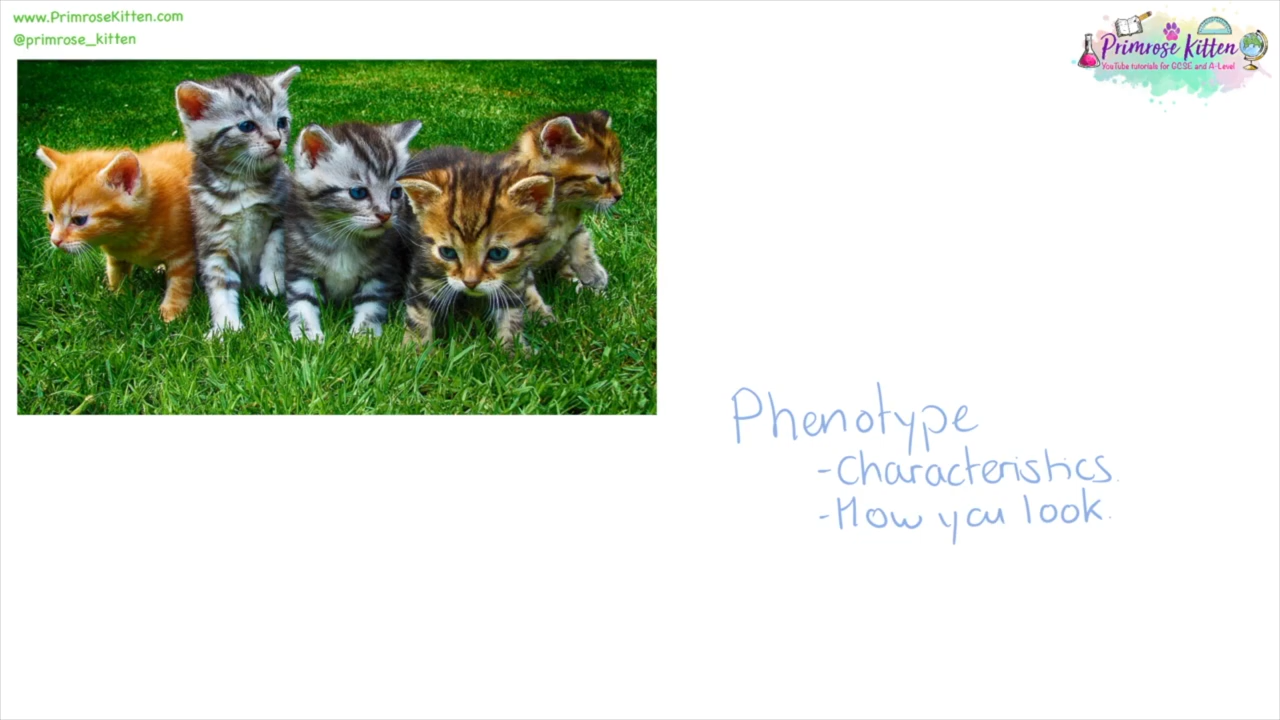 www.PrimroseKitten.com
@primrose_kitten
Primrose Kitten
YouTube tutorials for GCSE and A-Level
Phenotype
-Characteristics.
-How you look.